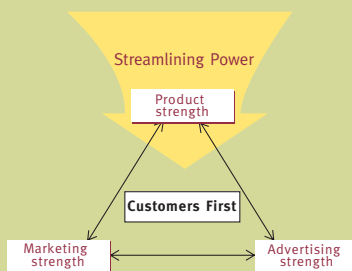 Streamlining Power
Product
strength
Customers First
Marketing
strength
Advertising
strength